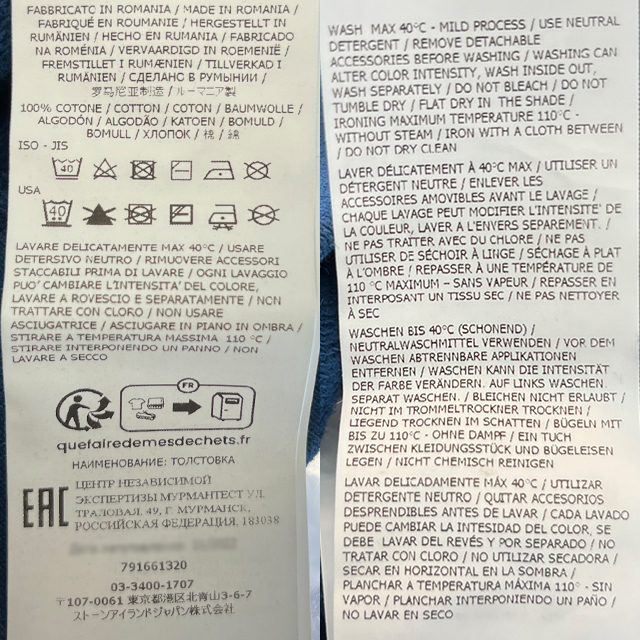 FABBRICATO IN ROMANIA / MADE IN ROMANIA /
FABRIQUÉ EN ROUMANIE / HERGESTELLT IN
RUMÄNIEN / HECHO EN RUMANIA / FABRICADO
NA ROMÉNIA / VERVAARDIGD IN ROEMENIË /
FREMSTILLET I RUMÆNIEN / TILLVERKAD I
RUMÄNIEN / СДЕЛАНО В РУМЫНИИ /
罗马尼亚制造 / ルーマニア製
100% COTONE / COTTON / COTON / BAUMWOLLE /
ALGODÓN / ALGODÃO / KATOEN / BOMULD /
BOMULL / ХЛОПОК / 棉 / 綿
ISO - JIS
40
USA
40
LAVARE DELICATAMENTE MAX 40°C / USARE
DETERSIVO NEUTRO / RIMUOVERE ACCESSORI
STACCABILI PRIMA DI LAVARE / OGNI LAVAGGIO
PUO' CAMBIARE L'INTENSITA' DEL COLORE,
LAVARE A ROVESCIO E SEPARATAMENTE / NON
TRATTARE CON CLORO / NON USARE
ASCIUGATRICE / ASCIUGARE IN PIANO IN OMBRA /
STIRARE A TEMPERATURA MASSIMA 110 °C /
STIRARE INTERPONENDO UN PANNO / NON
LAVARE A SECCO
FR
quefairedemesdechets.fr
НАИМЕНОВАНИЕ: ТОЛСТОВКА
EAC
ЦЕНТР НЕЗАВИСИМОЙ
ЭКСПЕРТИЗЫ МУРМАНТЕСТ УЛ.
ТРАЛОВАЯ, 49, Г. МУРМАНСК,
РОССИЙСКАЯ ФЕДЕРАЦИЯ, 183038
791661320
03-3400-1707
〒107-0061 東京都港区北青山3-6-7
ストーンアイランドジャパン株式会社
WASH MAX 40°C - MILD PROCESS / USE NEUTRAL
DETERGENT / REMOVE DETACHABLE
ACCESSORIES BEFORE WASHING / WASHING CAN
ALTER COLOR INTENSITY, WASH INSIDE OUT,
WASH SEPARATELY / DO NOT BLEACH / DO NOT
TUMBLE DRY / FLAT DRY IN THE SHADE /
IRONING MAXIMUM TEMPERATURE 110°C -
WITHOUT STEAM / IRON WITH A CLOTH BETWEEN
/ DO NOT DRY CLEAN
LAVER DÉLICATEMENT À 40°C MAX / UTILISER UN
DÉTERGENT NEUTRE / ENLEVER LES
ACCESSOIRES AMOVIBLES AVANT LE LAVAGE /
CHAQUE LAVAGE PEUT MODIFIER L'INTENSITE' DE
LA COULEUR, LAVER A L'ENVERS SEPAREMENT. /
NE PAS TRAITER AVEC DU CHLORE / NE PAS
UTILISER DE SÉCHOIR À LINGE / SÉCHAGE À PLAT
À L'OMBRE / REPASSER À UNE TEMPÉRATURE DE
110 °C MAXIMUM – SANS VAPEUR / REPASSER EN
INTERPOSANT UN TISSU SEC / NE PAS NETTOYER
À SEC
WASCHEN BIS 40°C (SCHONEND) /
NEUTRALWASCHMITTEL VERWENDEN / VOR DEM
WASCHEN ABTRENNBARE APPLIKATIONEN
ENTFERNEN / WASCHEN KANN DIE INTENSITÄT
DER FARBE VERÄNDERN. AUF LINKS WASCHEN.
SEPARAT WASCHEN. / BLEICHEN NICHT ERLAUBT /
NICHT IM TROMMELTROCKNER TROCKNEN /
LIEGEND TROCKNEN IM SCHATTEN / BÜGELN MIT
BIS ZU 110°C - OHNE DAMPF / EIN TUCH
ZWISCHEN KLEIDUNGSSTÜCK UND BÜGELEISEN
LEGEN / NICHT CHEMISCH REINIGEN
LAVAR DELICADAMENTE MÁX 40°C / UTILIZAR
DETERGENTE NEUTRO / QUITAR ACCESORIOS
DESPRENDIBLES ANTES DE LAVAR / CADA LAVADO
PUEDE CAMBIAR LA INTESIDAD DEL COLOR, SE
DEBE LAVAR DEL REVÉS Y POR SEPARADO / NO
TRATAR CON CLORO / NO UTILIZAR SECADORA /
SECAR EN HORIZONTAL EN LA SOMBRA /
PLANCHAR A TEMPERATURA MÁXIMA 110°- SIN
VAPOR / PLANCHAR INTERPONIENDO UN PAÑO /
NO LAVAR EN SECO